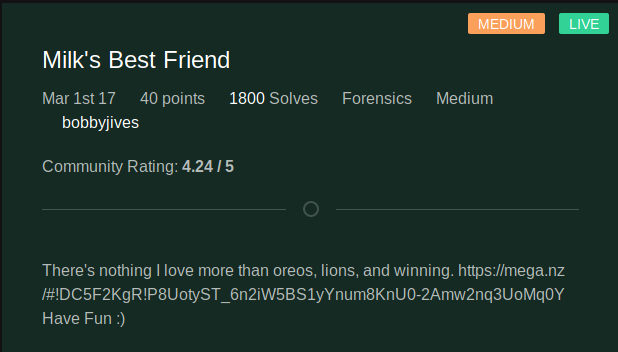 MEDIUM LIVE
Milk's Best Friend
Mar 1st 17 40 points 1800 Solves Forensics Medium
bobbyjives
Community Rating: 4.24 / 5
There's nothing I love more than oreos, lions, and winning. https://mega.nz
/#!DC5F2KgR!P8UotyST_6n2iW5BS1yYnum8KnU0-2Amw2nq3UoMq0Y
Have Fun :)